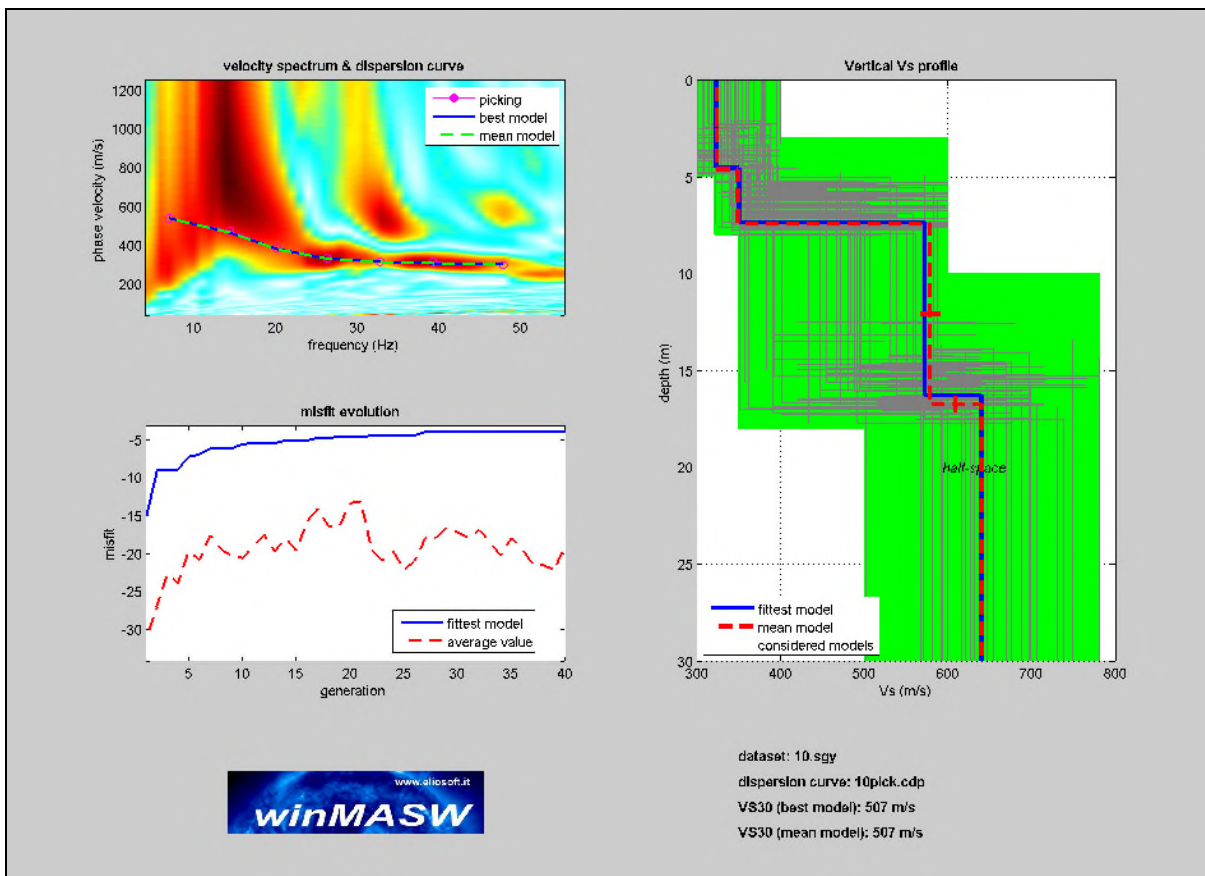 velocity spectrum & dispersion curve
1200
1000
800
600
400
200
phase velocity (m/s)
picking
best model
mean model
10
20
30
40
50
frequency (Hz)
misfit evolution
-5
-10
-15
-20
-25
-30
misfit
fittest model
average value
5
10
15
20
25
30
35
40
generation
Vertical Vs profile
0
5
10
15
20
25
30
depth (m)
half-space
fittest model
mean model
considered models
300
400
500
600
700
800
Vs (m/s)
www.eliosoft.it
winMASW
dataset: 10.sgy
dispersion curve: 10pick.cdp
VS30 (best model): 507 m/s
VS30 (mean model): 507 m/s